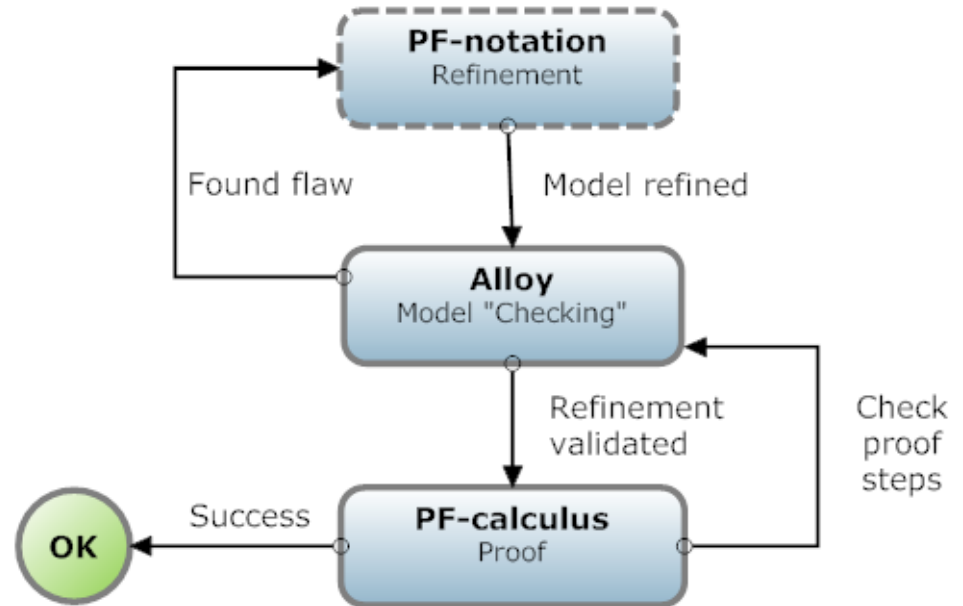 PF-notation
Refinement
Found flaw
Model refined
Alloy
Model "Checking"
Refinement
validated
Check
proof
steps
PF-calculus
Proof
Success
OK